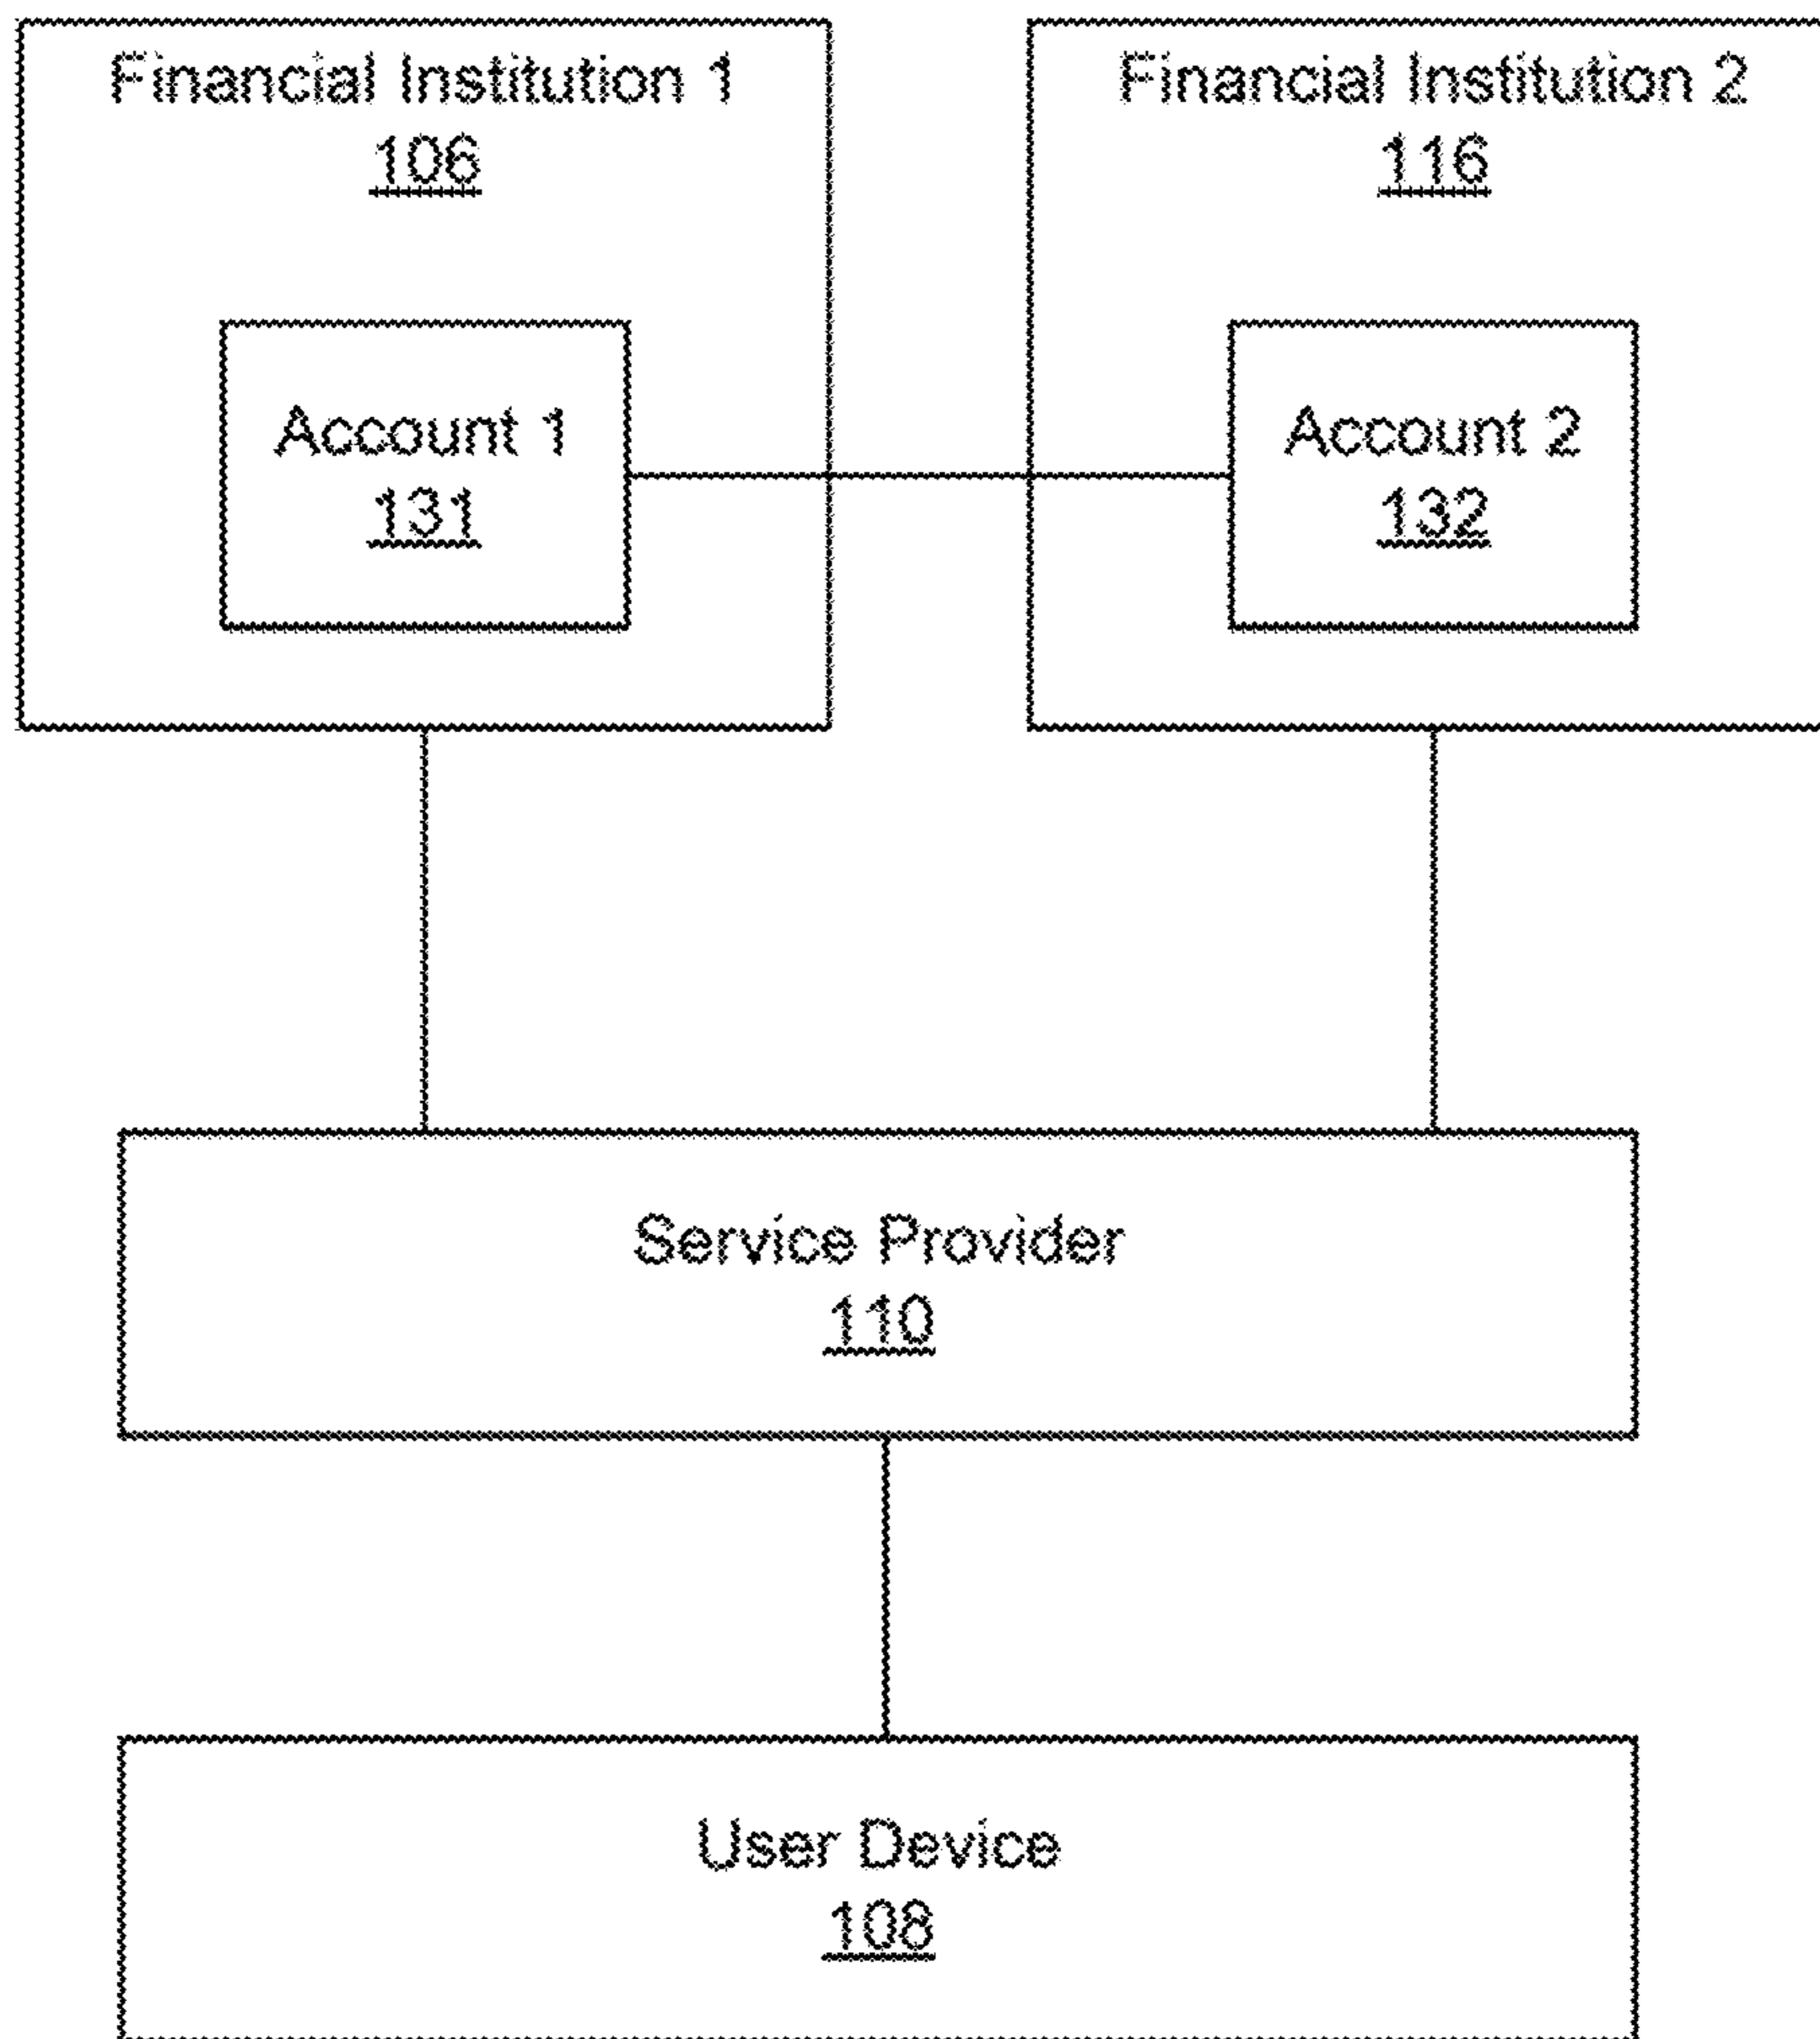 Financial Institution 1
106
Financial Institution 2
116
Account 1
131
Account 2
132
Service Provider
110
User Device
108